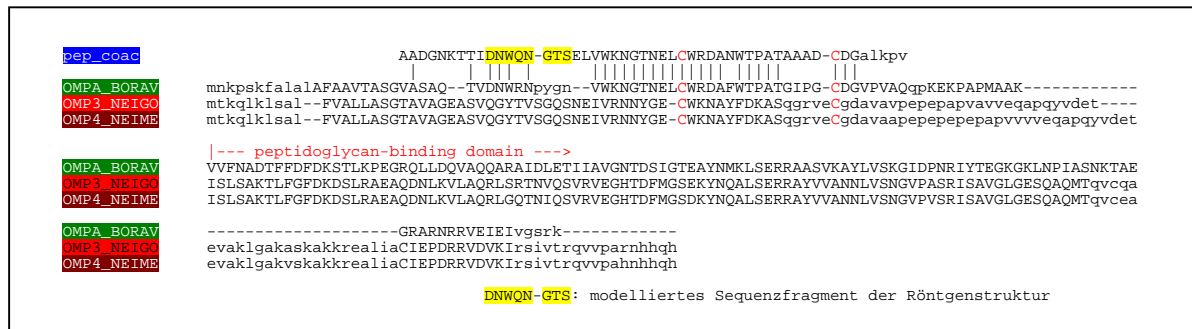 pep_coac AADGNKTTIDNWQN-GTSELVWKNGTNELCWRDANWTPATAAAD-CDGalkpv
OMPA_BORAV mnkpskfalalAFAAVTASGVASAQ--TVDNWRNpygn--VWKNGTNELCWRDAFWTPATGIPG-CDGVPVAQqpKEKPAPMAAK------------
OMP3_NEIGO mtkqlklsal--FVALLASGTAVAGEASVQGYTVSGQSNEIVRNNYGE-CWKNAYFDKASqgrveCgdavavpepepapvavveqapqyvdet----
OMP4_NEIME mtkqlklsal--FVALLASGTAVAGEASVQGYTVSGQSNEIVRNNYGE-CWKNAYFDKASqgrveCgdaavpepepepapvvvveqapqyvdet
|--- peptidoglycan-binding domain --->
OMPA_BORAV VVFNADTFFDFDKSTLKPEGRQLLDQVAQQARAIDLETIIAVGNTDSIGTEAYNMKLSERRAASVKAYLVSKGIDPNRIYTEGKGKLNPIASNKTAE
OMP3_NEIGO ISLSAKTLFGFDKDSLRAEAQDNLKVLAQRLSRTNVQSVRVEGHTDFMGSEKYNQALSERRAYVVANNLVSNGVPASRISAVGLGESQAQMTqvcqa
OMP4_NEIME ISLSAKTLFGFDKDSLRAEAQDNLKVLAQRLGQTNIQSVRVEGHTDFMGSDKYNQALSERRAYVVANNLVSNGVPVSRISAVGLGESQAQMTqvcea
OMPA_BORAV --------------------GRARNRRVEIEIvgsrk------------
OMP3_NEIGO evaklgakaskakkrealiaCIEPDRRVDVKIrsivtrqvvparnhhqh
OMP4_NEIME evaklgakvskakkrealiaCIEPDRRVDVKIrsivtrqvvpahnhhqh
DNWQN-GTS: modelliertes Sequenzfragment der Röntgenstruktur